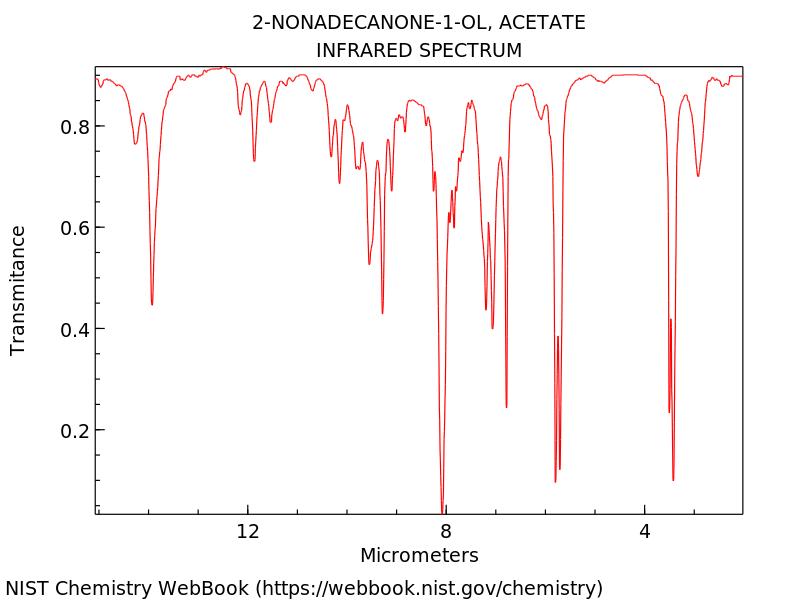 2-NONADECANONE-1-OL, ACETATE
INFRARED SPECTRUM
0.8
0.6
0.4
0.2
Transmitance
12
8
4
Micrometers
NIST Chemistry WebBook (https://webbook.nist.gov/chemistry)